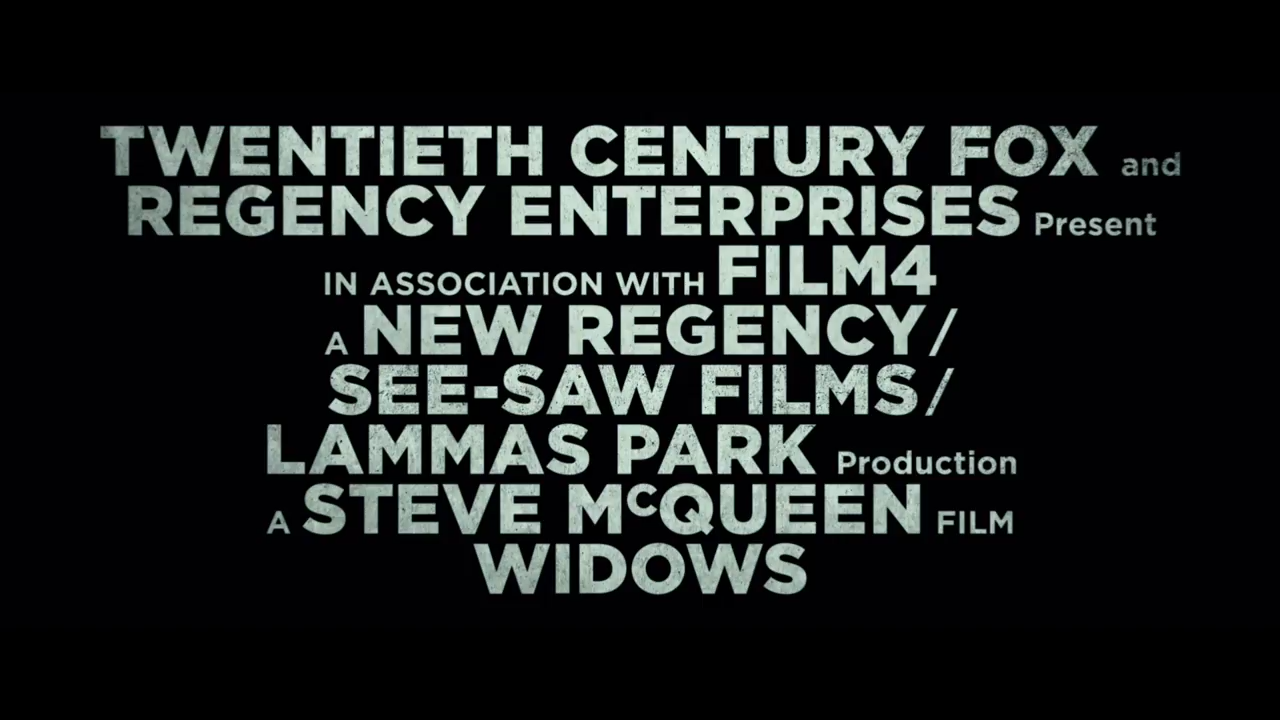 TWENTIETH CENTURY FOX and
REGENCY ENTERPRISES Present
IN ASSOCIATION WITH FILM4
A NEW REGENCY/
SEE-SAW FILMS/
LAMMAS PARK Production
A STEVE McQUEEN FILM
WIDOWS